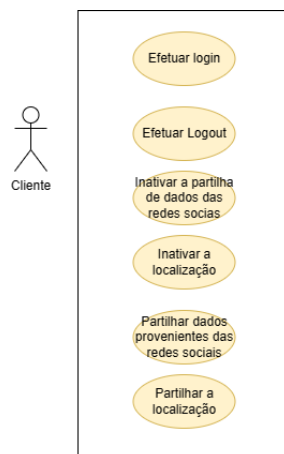 Efetuar login
Efetuar Logout
Cliente
Inativar a partilha
de dados das
redes socias
Inativar a
localização
Partilhar dados
provenientes das
redes sociais
Partilhar a
localização